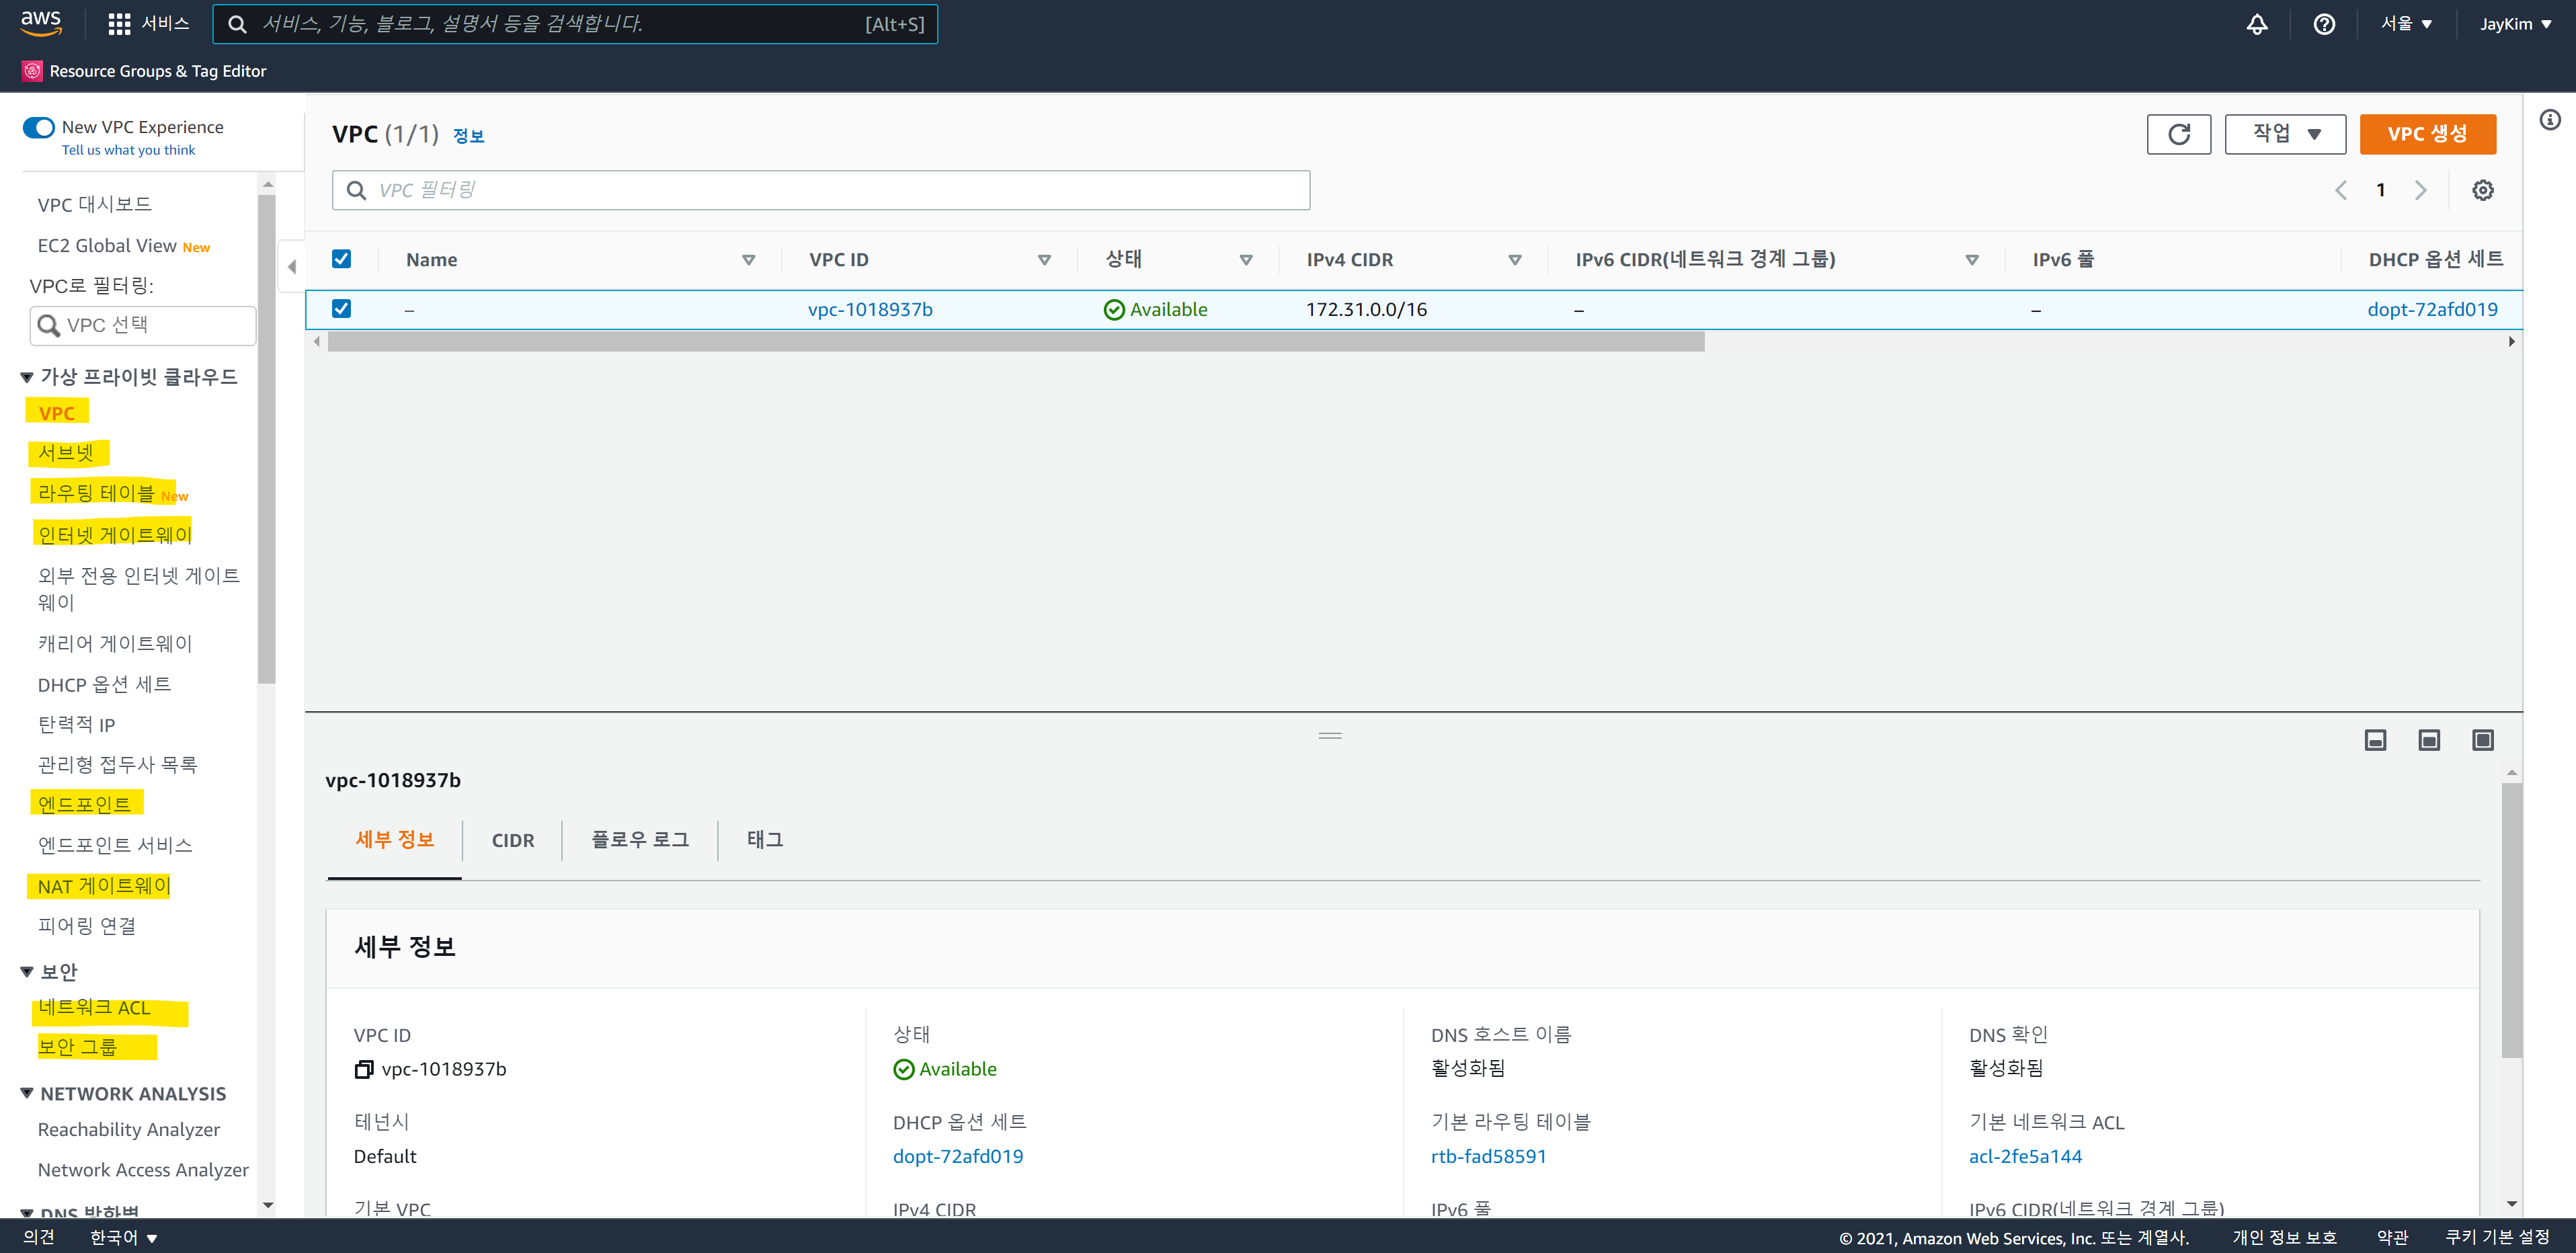 aws 서비스 서비스, 기능, 블로그, 설명서 등을 검색합니다. [Alt+S] 서울 ▼ JayKim ▼
Resource Groups & Tag Editor
New VPC Experience
Tell us what you think
VPC 대시보드
EC2 Global View New
VPC로 필터링:
VPC 선택
가상 프라이빗 클라우드
VPC
서브넷
라우팅 테이블 New
인터넷 게이트웨이
외부 전용 인터넷 게이트
웨이
캐리어 게이트웨이
DHCP 옵션 세트
탄력적 IP
관리형 접두사 목록
엔드포인트
엔드포인트 서비스
NAT 게이트웨이
피어링 연결
보안
네트워크 ACL
보안 그룹
NETWORK ANALYSIS
Reachability Analyzer
Network Access Analyzer
DNS 방화벽
VPC (1/1) 정보
작업 ▼ VPC 생성
VPC 필터링
1
Name VPC ID 상태 IPv4 CIDR IPv6 CIDR(네트워크 경계 그룹) IPv6 풀 DHCP 옵션 세트
– vpc-1018937b Available 172.31.0.0/16 – – dopt-72afd019
vpc-1018937b
세부 정보 CIDR 플로우 로그 태그
세부 정보
VPC ID 상태 DNS 호스트 이름 DNS 확인
vpc-1018937b Available 활성화됨 활성화됨
테넌시 DHCP 옵션 세트 기본 라우팅 테이블 기본 네트워크 ACL
Default dopt-72afd019 rtb-fad58591 acl-2fe5a144
기본 VPC IPv4 CIDR IPv6 풀 IPv6 CIDR(네트워크 경계 그룹)
의견 한국어 ▼ © 2021, Amazon Web Services, Inc. 또는 계열사. 개인 정보 보호 약관 쿠키 기본 설정